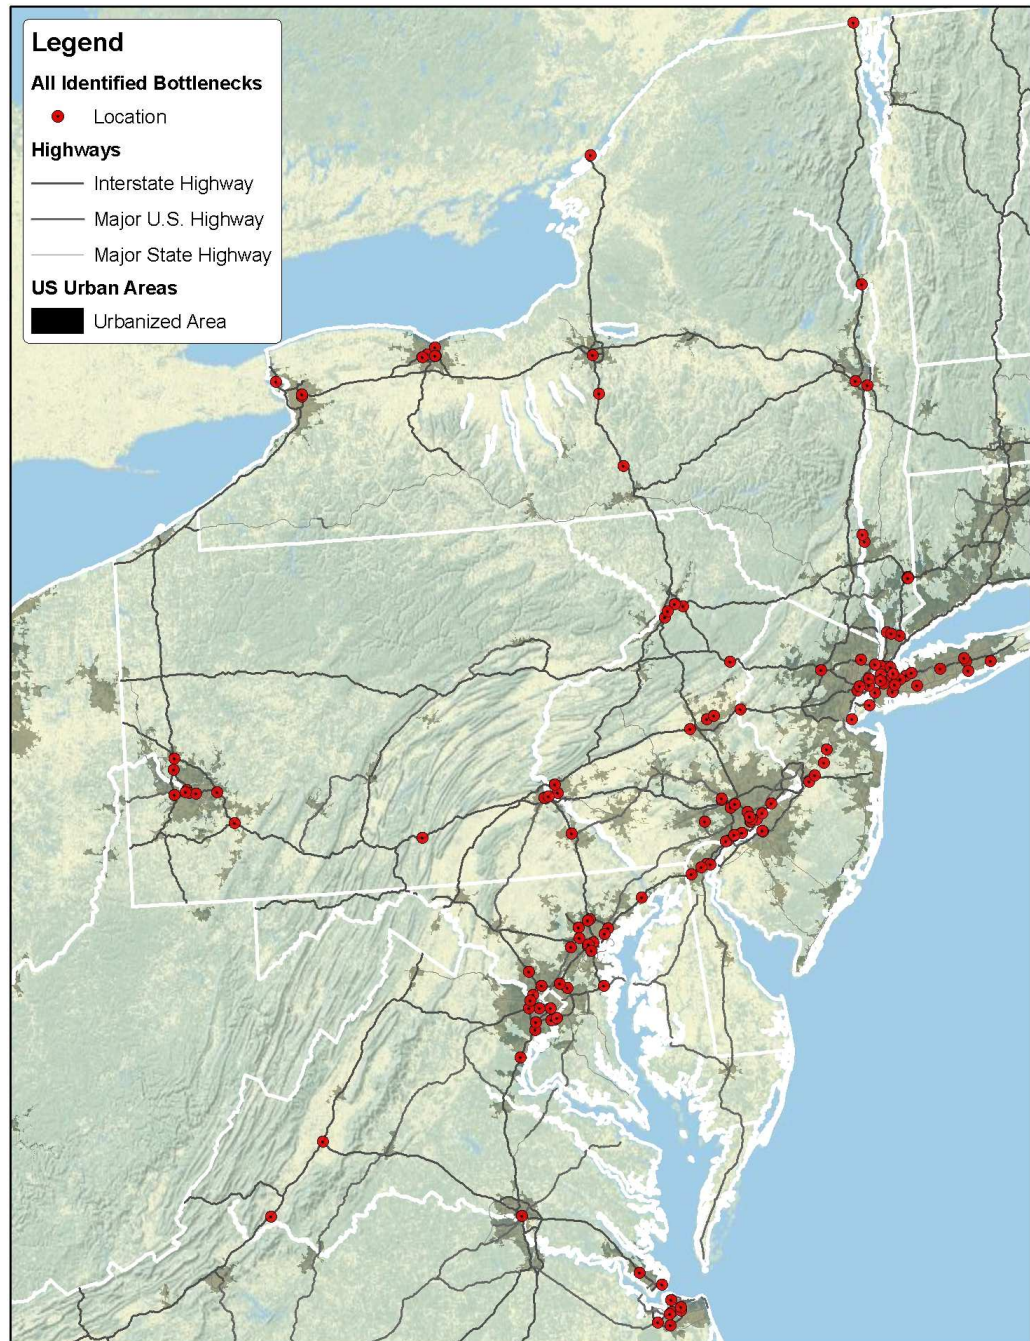 Legend
All Identified Bottlenecks
Location
Highways
Interstate Highway
Major U.S. Highway
Major State Highway
US Urban Areas
Urbanized Area